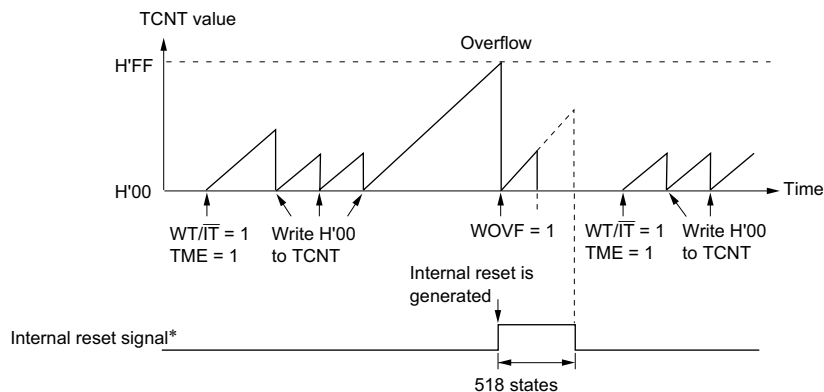 TCNT value
Overflow
H'FF
H'00
Time
WT/IT = 1
TME = 1
Write H'00
to TCNT
WOVF = 1
WT/IT = 1
TME = 1
Write H'00
to TCNT
Internal reset is
generated
Internal reset signal*
518 states